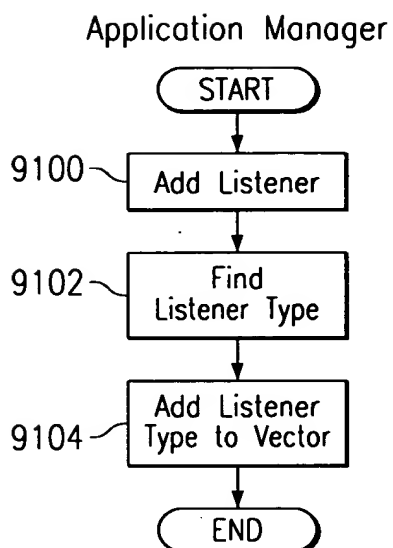 Application Manager
START
9100
Add Listener
9102
Find
Listener Type
9104
Add Listener
Type to Vector
END